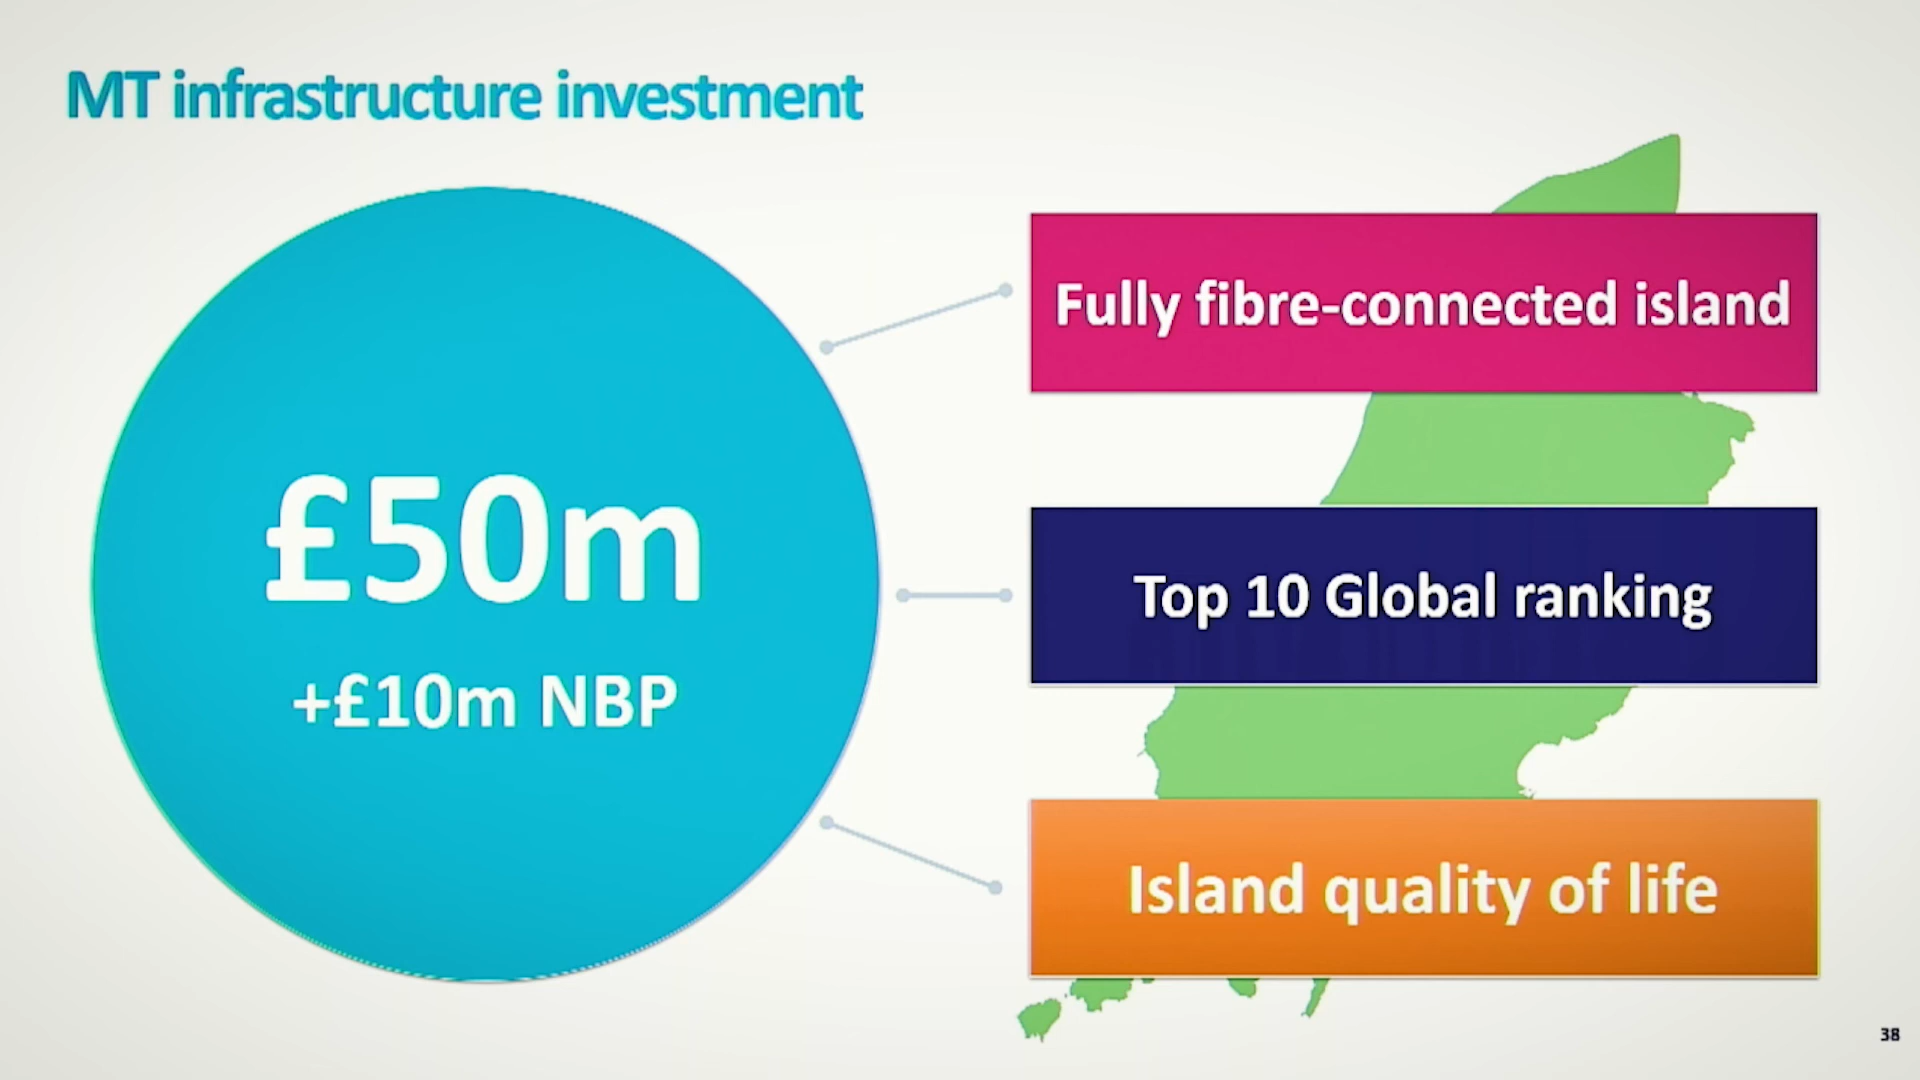 MT infrastructure investment
£50m
+£10m NBP
Fully fibre-connected island
Top 10 Global ranking
Island quality of life
38